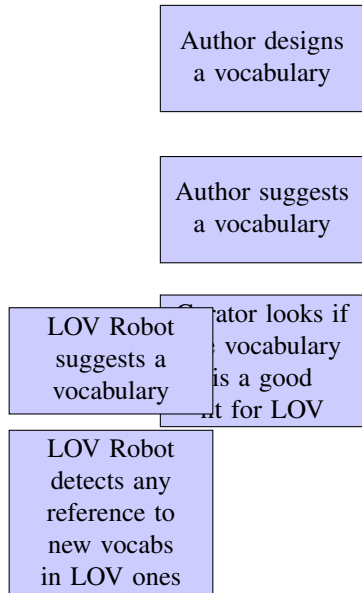 Author designs
a vocabulary
Author suggests
a vocabulary
looks if
vocabulary
is a good
for LOV
LOV Robot
suggests a
vocabulary
LOV Robot
detects any
reference to
new vocabs
in LOV ones